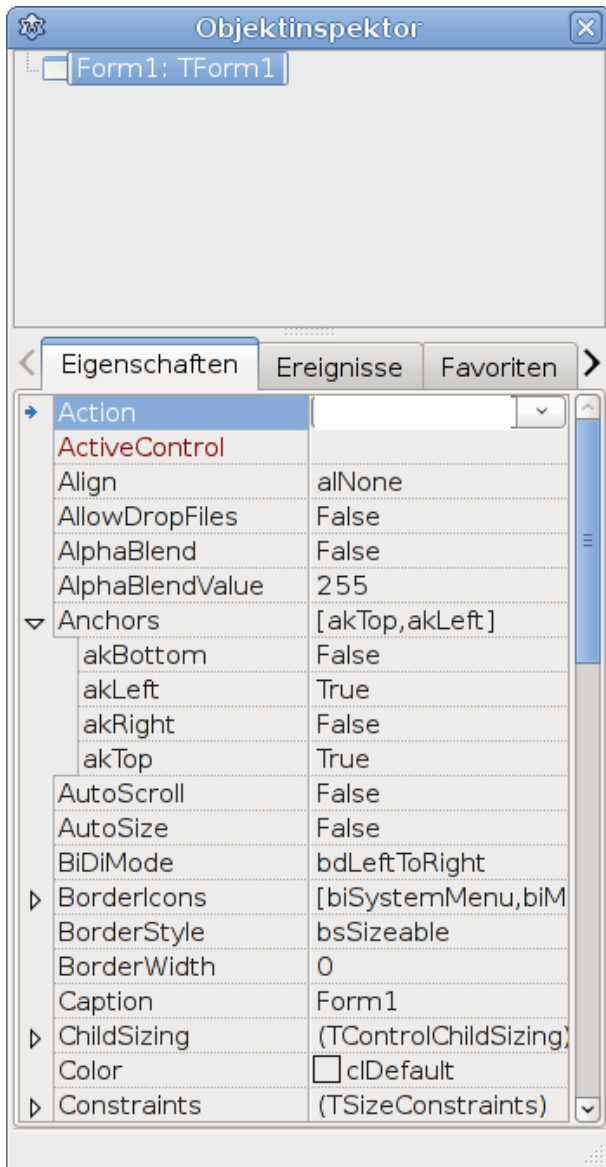 Objektinspektor
Form1: TForm1
Eigenschaften Ereignisse Favoriten
Action
ActiveControl
Align alNone
AllowDropFiles False
AlphaBlend False
AlphaBlendValue 255
Anchors [akTop,akLeft]
akBottom False
akLeft True
akRight False
akTop True
AutoScroll False
AutoSize False
BiDiMode bdLeftToRight
BorderIcons [biSystemMenu,biM
BorderStyle bsSizeable
BorderWidth 0
Caption Form1
ChildSizing (TControlChildSizing)
Color clDefault
Constraints (TSizeConstraints)